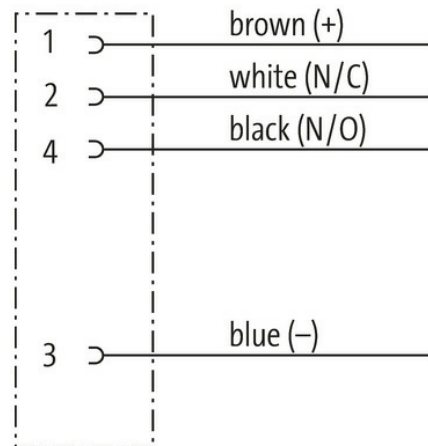 1 brown (+)
2 white (N/C)
4 black (N/O)
3 blue (–)